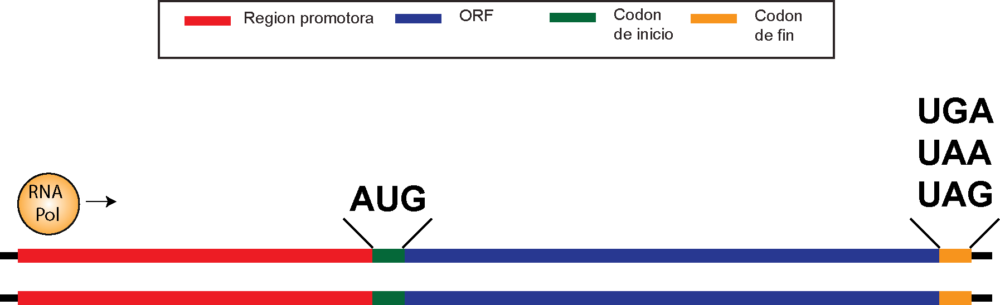 Region promotora
ORF
Codon
de inicio
Codon
de fin
UGA
UAA
UAG
RNA
Pol
AUG